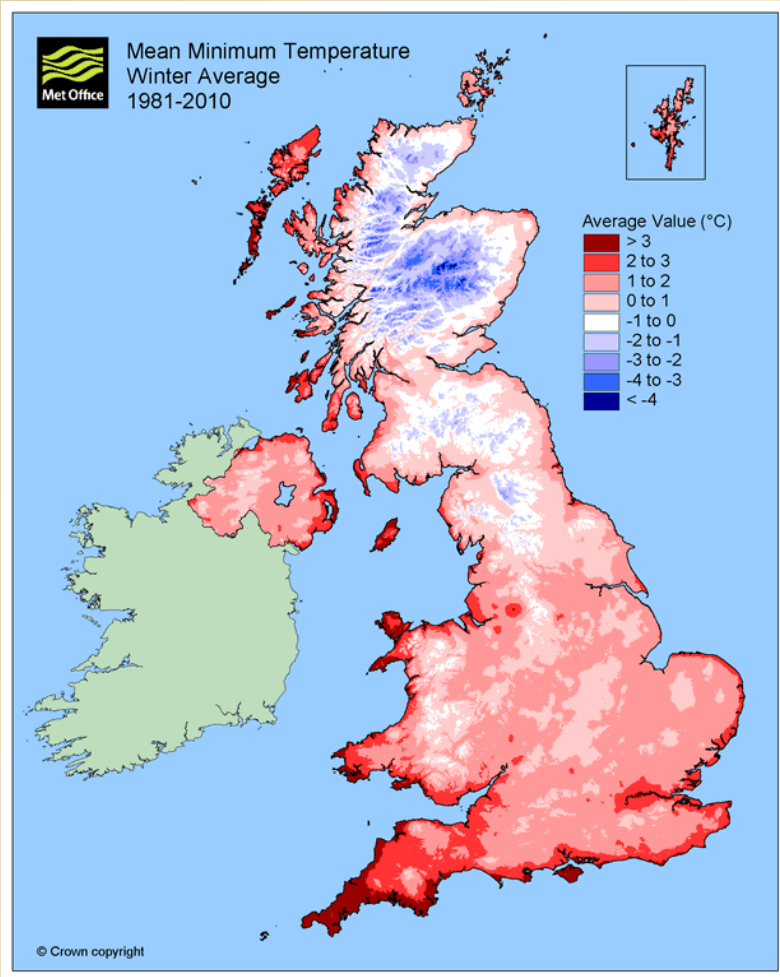 Mean Minimum Temperature
Winter Average
1981-2010
Met Office
Average Value (°C)
> 3
2 to 3
1 to 2
0 to 1
-1 to 0
-2 to -1
-3 to -2
-4 to -3
< -4
© Crown copyright